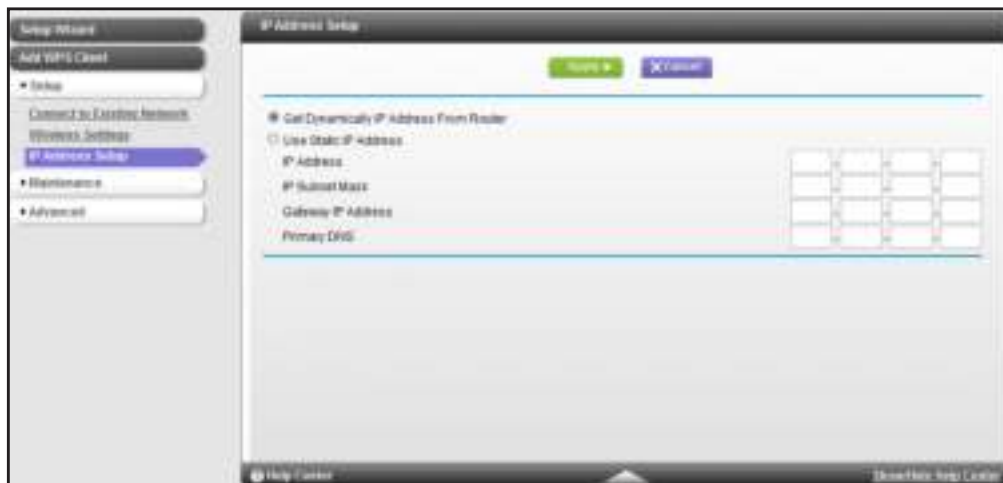 Setup Wizard
Add WPS Client
Setup
Connect to Existing Network
Wireless Settings
IP Address Setup
Maintenance
Advanced
IP Address Setup
Apply
Cancel
Get Dynamically IP Address From Router
Use Static IP Address
IP Address
IP Subnet Mask
Gateway IP Address
Primary DNS
Help Center
Show/Hide Help Center